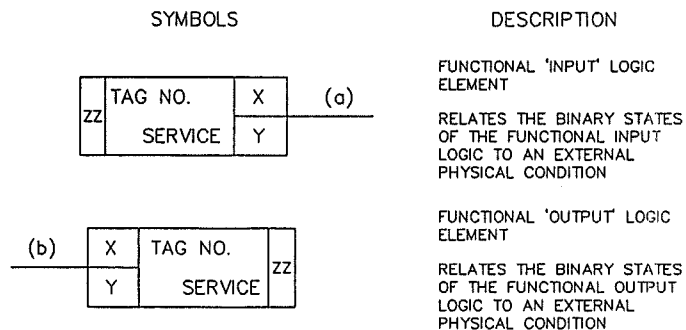 SYMBOLS
DESCRIPTION
TAG NO.
X
(a)
ZZ
SERVICE
Y
FUNCTIONAL 'INPUT' LOGIC
ELEMENT
RELATES THE BINARY STATES
OF THE FUNCTIONAL INPUT
LOGIC TO AN EXTERNAL
PHYSICAL CONDITION
(b)
X
TAG NO.
ZZ
Y
SERVICE
FUNCTIONAL 'OUTPUT' LOGIC
ELEMENT
RELATES THE BINARY STATES
OF THE FUNCTIONAL OUTPUT
LOGIC TO AN EXTERNAL
PHYSICAL CONDITION